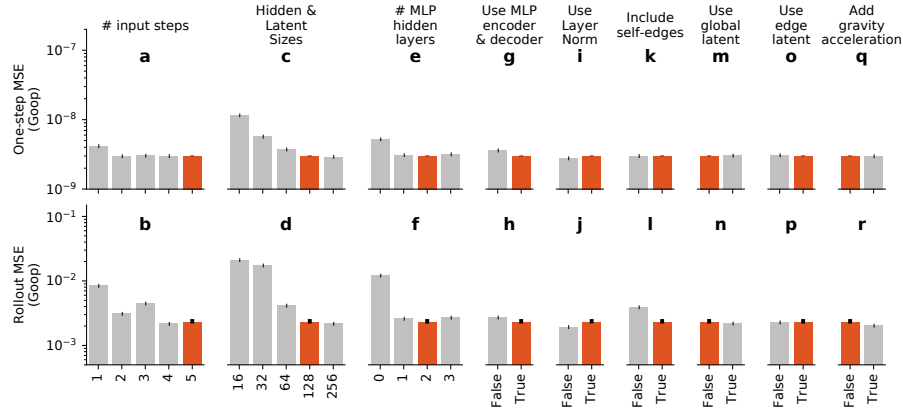 # input steps
Hidden &
Latent
Sizes
# MLP
hidden
layers
Use MLP
encoder
& decoder
Use
Layer
Norm
Include
self-edges
Use
global
latent
Use
edge
latent
Add
gravity
acceleration
a c e g i k m o q
One-step MSE
(Goop)
10⁻⁷
10⁻⁸
10⁻⁹
b d f h j l n p r
Rollout MSE
(Goop)
10⁻¹
10⁻²
10⁻³
1 2 3 4 5
16 32 64 128 256
0 1 2 3
False True
False True
False True
False True
False True
False True